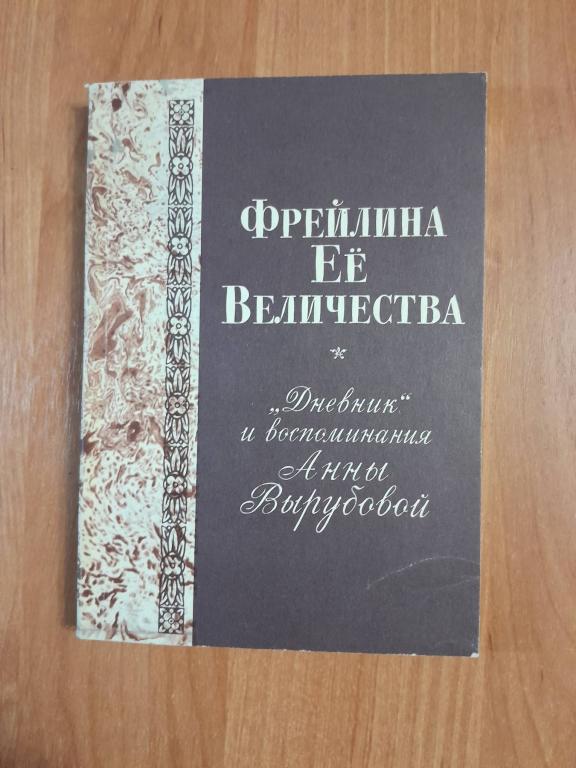 Фрейлина
Её
Величества
„Дневник“
и воспоминания
Анны
Вырубовой